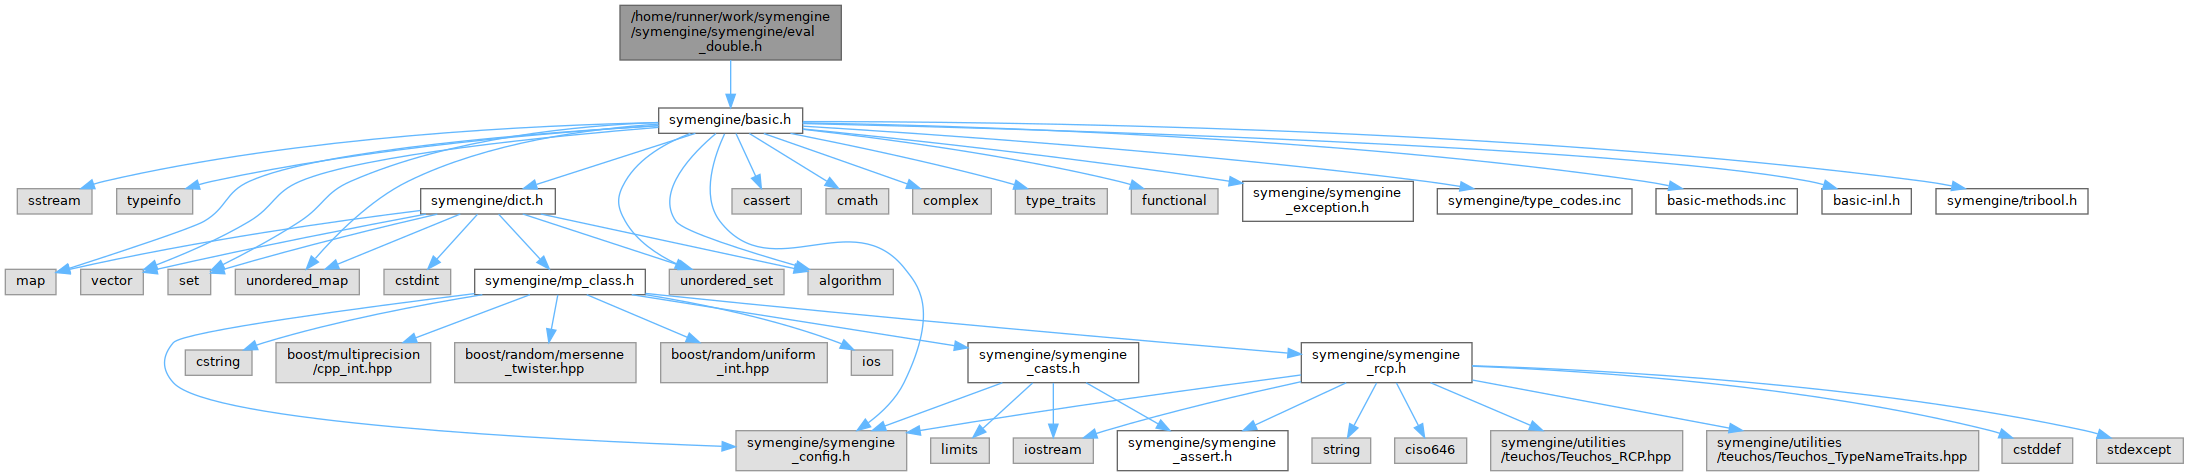 /home/runner/work/symengine
/symengine/symengine/eval
_double.h
symengine/basic.h
sstream
typeinfo
symengine/dict.h
cassert
cmath
complex
type_traits
functional
symengine/symengine
_exception.h
symengine/type_codes.inc
basic-methods.inc
basic-inl.h
symengine/tribool.h
map
vector
set
unordered_map
cstdint
symengine/mp_class.h
unordered_set
algorithm
cstring
boost/multiprecision
/cpp_int.hpp
boost/random/mersenne
_twister.hpp
boost/random/uniform
_int.hpp
ios
symengine/symengine
_casts.h
symengine/symengine
_rcp.h
symengine/symengine
_config.h
limits
iostream
symengine/symengine
_assert.h
string
ciso646
symengine/utilities
/teuchos/Teuchos_RCP.hpp
symengine/utilities
/teuchos/Teuchos_TypeNameTraits.hpp
cstddef
stdexcept